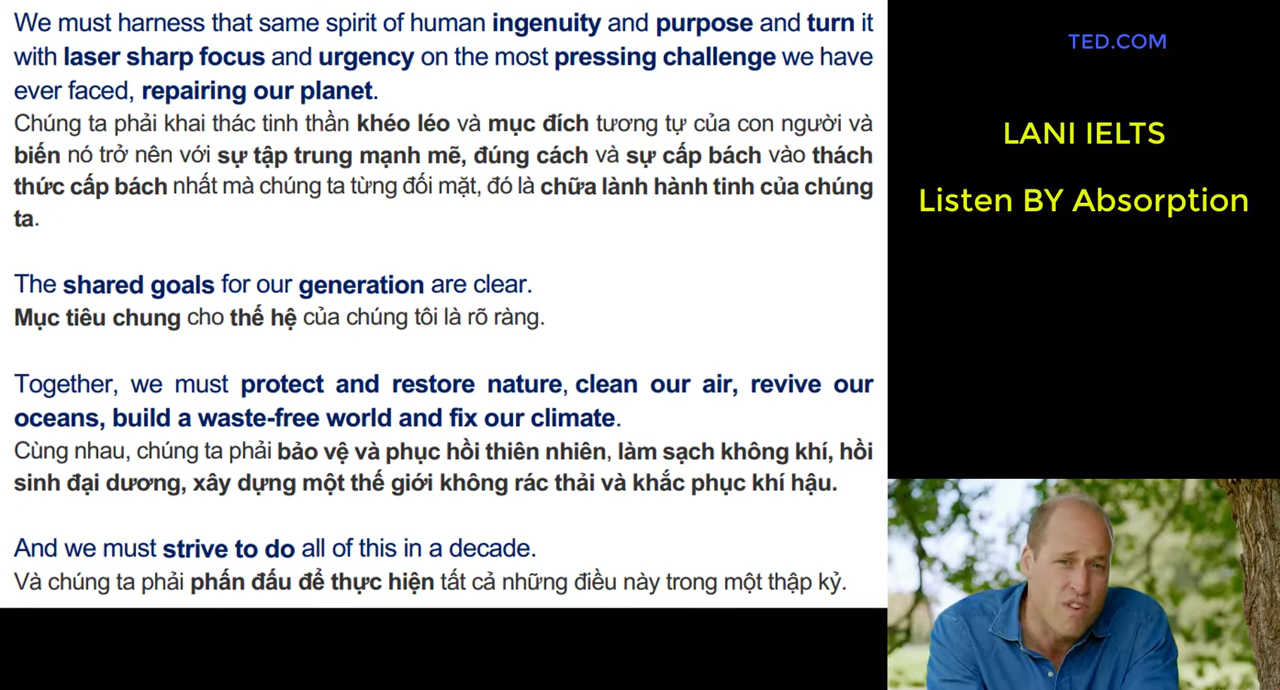 We must harness that same spirit of human ingenuity and purpose and turn it
with laser sharp focus and urgency on the most pressing challenge we have
ever faced, repairing our planet.
Chúng ta phải khai thác tinh thần khéo léo và mục đích tương tự của con người và
biến nó trở nên với sự tập trung mạnh mẽ, đúng cách và sự cấp bách vào thách
thức cấp bách nhất mà chúng ta từng đối mặt, đó là chữa lành hành tinh của chúng
ta.
The shared goals for our generation are clear.
Mục tiêu chung cho thế hệ của chúng tôi là rõ ràng.
Together, we must protect and restore nature, clean our air, revive our
oceans, build a waste-free world and fix our climate.
Cùng nhau, chúng ta phải bảo vệ và phục hồi thiên nhiên, làm sạch không khí, hồi
sinh đại dương, xây dựng một thế giới không rác thải và khắc phục khí hậu.
And we must strive to do all of this in a decade.
Và chúng ta phải phấn đấu để thực hiện tất cả những điều này trong một thập kỷ.
TED.COM
LANI IELTS
Listen BY Absorption